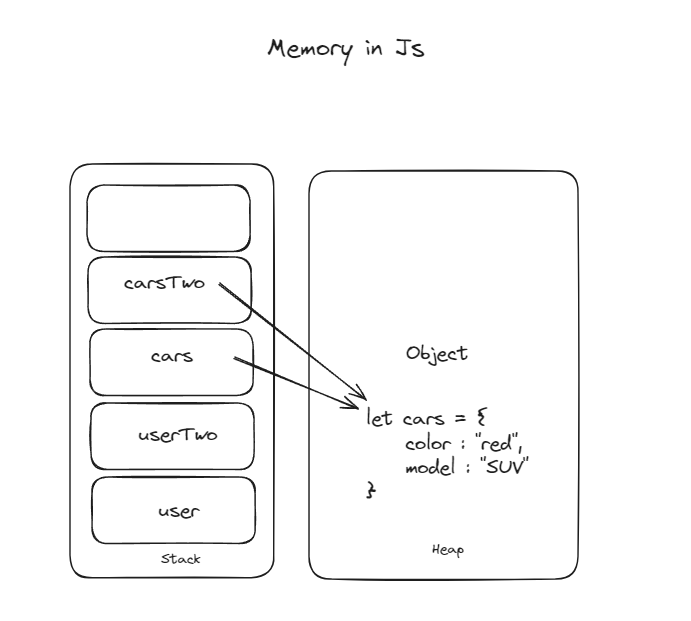 Memory in Js
carsTwo
cars
userTwo
user
Stack
Object
let cars = {
color : "red",
model : "SUV"
}
Heap